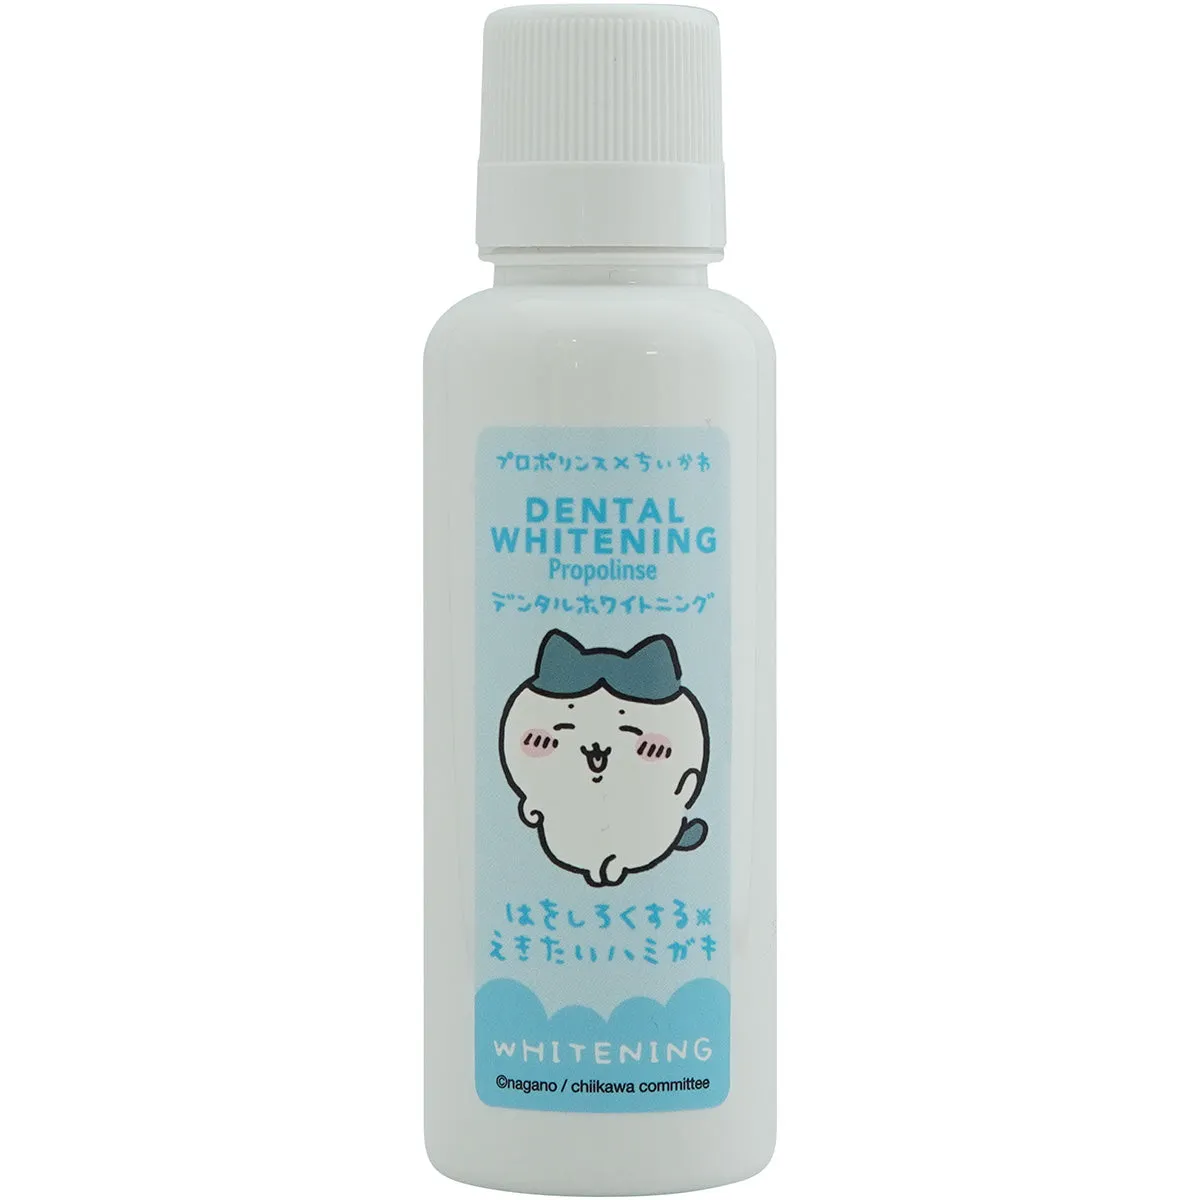 プロポリンス×ちいかわ
DENTAL
WHITENING
Propolinse
デンタルホワイトニング
はをしろくする※
えきたいハミガキ
WHITENING
©nagano / chiikawa committee